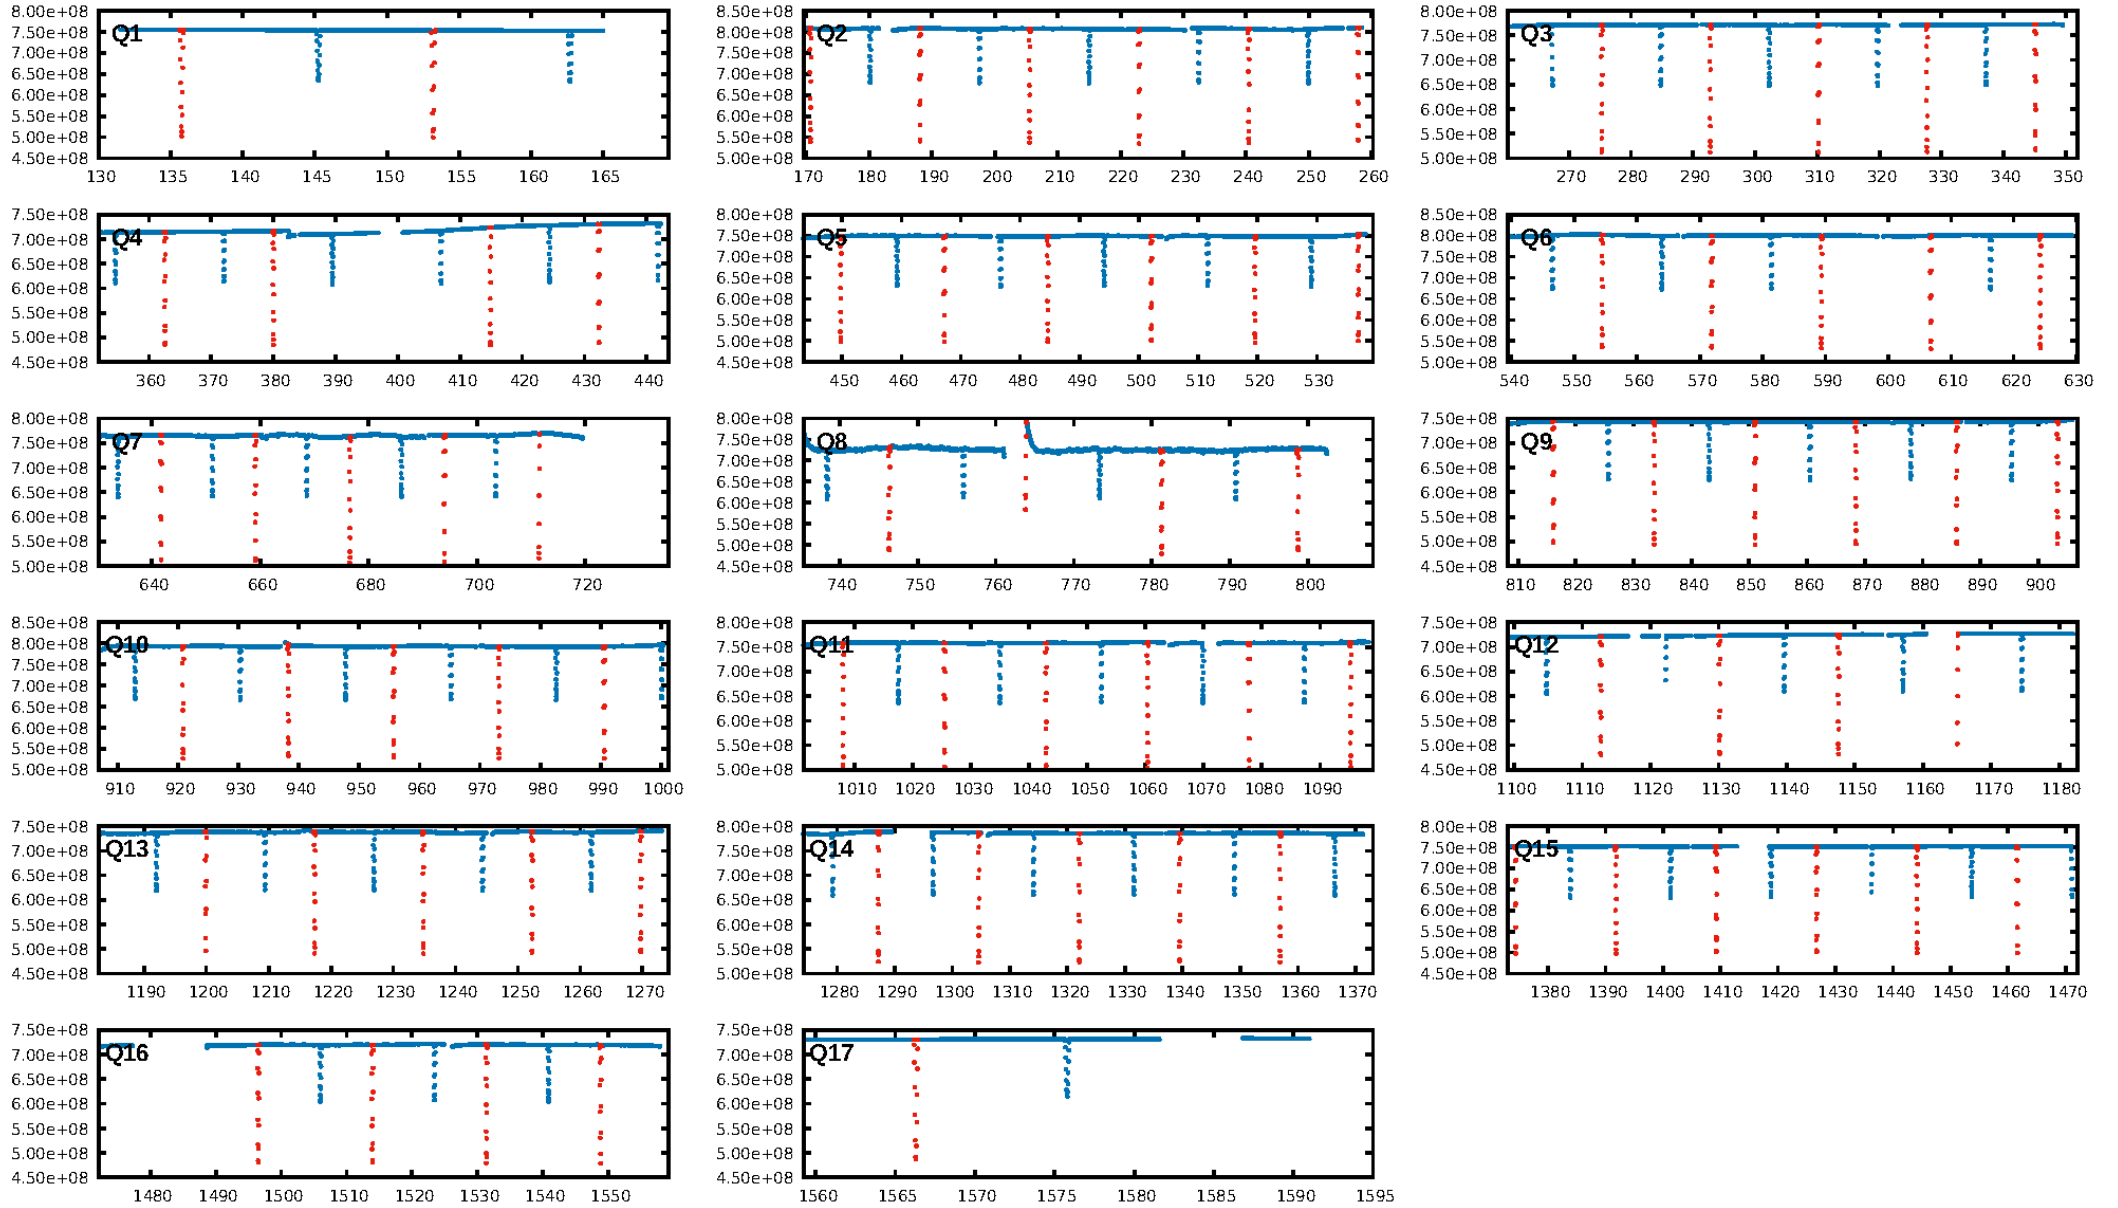 8.00e+08 7.50e+08 7.00e+08 6.50e+08 6.00e+08 5.50e+08 5.00e+08 4.50e+08
Q1
130 135 140 145 150 155 160 165
8.50e+08 8.00e+08 7.50e+08 7.00e+08 6.50e+08 6.00e+08 5.50e+08 5.00e+08
Q2
170 180 190 200 210 220 230 240 250 260
8.00e+08 7.50e+08 7.00e+08 6.50e+08 6.00e+08 5.50e+08 5.00e+08
Q3
270 280 290 300 310 320 330 340 350
7.50e+08 7.00e+08 6.50e+08 6.00e+08 5.50e+08 5.00e+08 4.50e+08
Q4
360 370 380 390 400 410 420 430 440
8.00e+08 7.50e+08 7.00e+08 6.50e+08 6.00e+08 5.50e+08 5.00e+08 4.50e+08
Q5
450 460 470 480 490 500 510 520 530
8.50e+08 8.00e+08 7.50e+08 7.00e+08 6.50e+08 6.00e+08 5.50e+08 5.00e+08
Q6
540 550 560 570 580 590 600 610 620 630
8.00e+08 7.50e+08 7.00e+08 6.50e+08 6.00e+08 5.50e+08 5.00e+08
Q7
640 660 680 700 720
8.00e+08 7.50e+08 7.00e+08 6.50e+08 6.00e+08 5.50e+08 5.00e+08 4.50e+08
Q8
740 750 760 770 780 790 800
7.50e+08 7.00e+08 6.50e+08 6.00e+08 5.50e+08 5.00e+08 4.50e+08
Q9
810 820 830 840 850 860 870 880 890 900
8.50e+08 8.00e+08 7.50e+08 7.00e+08 6.50e+08 6.00e+08 5.50e+08 5.00e+08
Q10
910 920 930 940 950 960 970 980 990 1000
8.00e+08 7.50e+08 7.00e+08 6.50e+08 6.00e+08 5.50e+08 5.00e+08
Q11
1010 1020 1030 1040 1050 1060 1070 1080 1090
7.50e+08 7.00e+08 6.50e+08 6.00e+08 5.50e+08 5.00e+08 4.50e+08
Q12
1100 1110 1120 1130 1140 1150 1160 1170 1180
7.50e+08 7.00e+08 6.50e+08 6.00e+08 5.50e+08 5.00e+08 4.50e+08
Q13
1190 1200 1210 1220 1230 1240 1250 1260 1270
8.00e+08 7.50e+08 7.00e+08 6.50e+08 6.00e+08 5.50e+08 5.00e+08
Q14
1280 1290 1300 1310 1320 1330 1340 1350 1360 1370
8.00e+08 7.50e+08 7.00e+08 6.50e+08 6.00e+08 5.50e+08 5.00e+08 4.50e+08
Q15
1380 1390 1400 1410 1420 1430 1440 1450 1460 1470
7.50e+08 7.00e+08 6.50e+08 6.00e+08 5.50e+08 5.00e+08 4.50e+08
Q16
1480 1490 1500 1510 1520 1530 1540 1550
7.50e+08 7.00e+08 6.50e+08 6.00e+08 5.50e+08 5.00e+08 4.50e+08
Q17
1560 1565 1570 1575 1580 1585 1590 1595